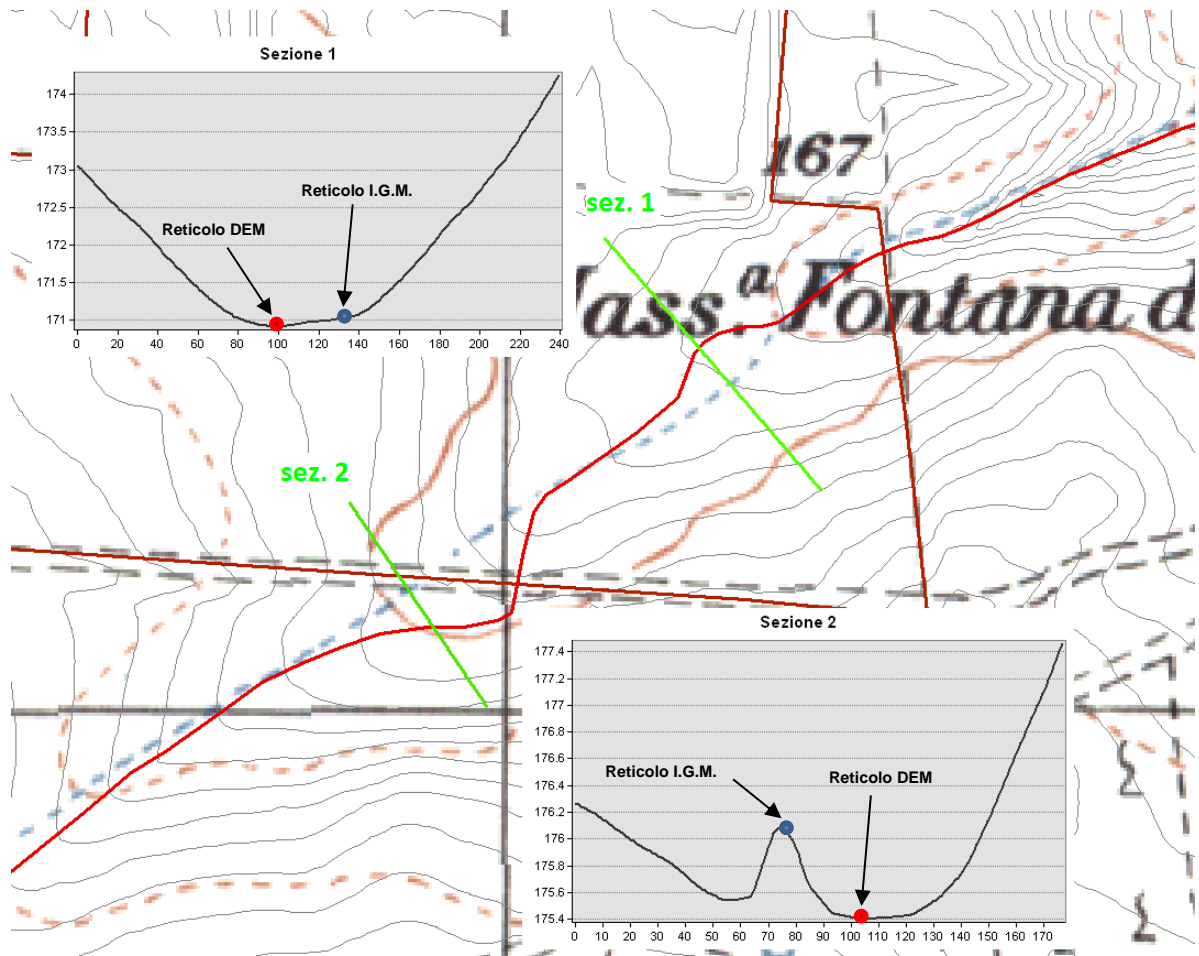 Sezione 1
174
173.5
173
172.5
172
171.5
171
0 20 40 60 80 100 120 140 160 180 200 220 240
Reticolo I.G.M.
Reticolo DEM
167
sez. 1
lass.ª Fontana d
sez. 2
Sezione 2
177.4
177.2
177
176.8
176.6
176.4
176.2
176
175.8
175.6
175.4
0 10 20 30 40 50 60 70 80 90 100 110 120 130 140 150 160 170
Reticolo I.G.M.
Reticolo DEM